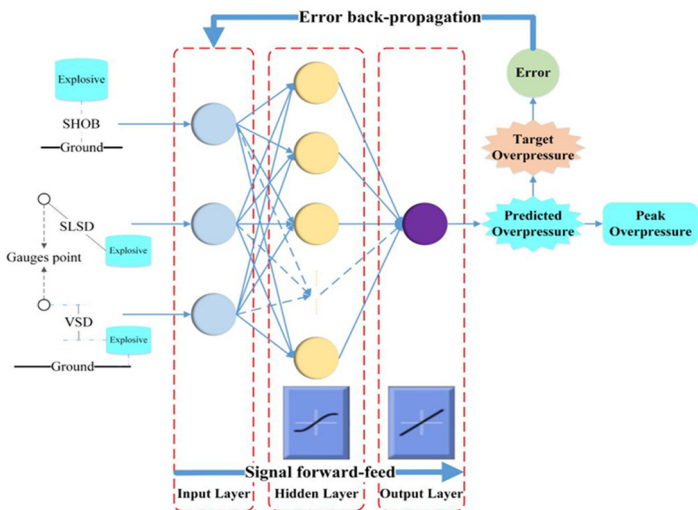 Error back-propagation
Explosive
SHOB
Ground
SLSD
Explosive
Gauges point
VSD
Explosive
Ground
Error
Target
Overpressure
Predicted
Overpressure
Peak
Overpressure
Signal forward-feed
Input Layer
Hidden Layer
Output Layer